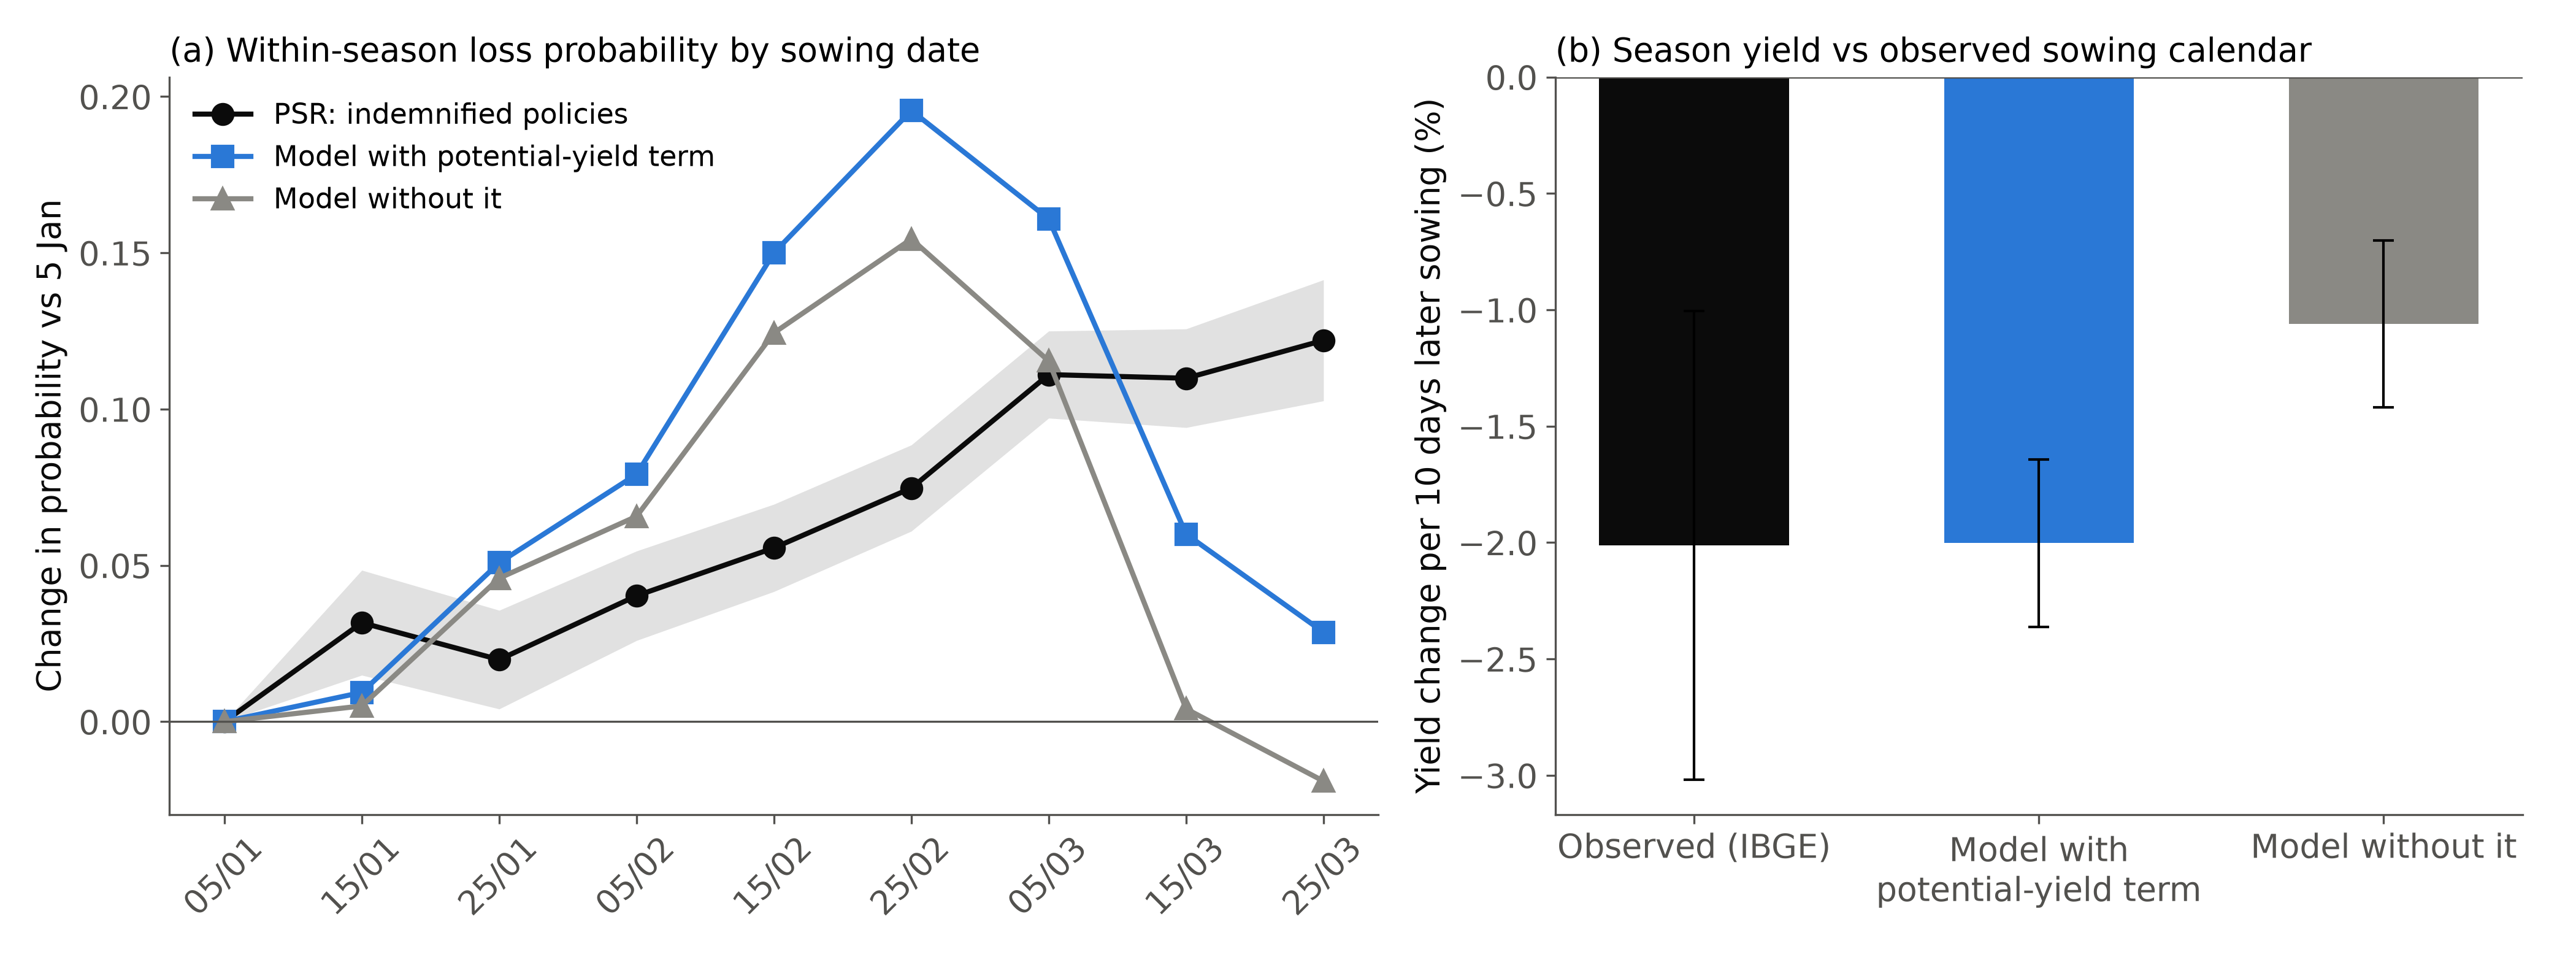 (a) Within-season loss probability by sowing date
Change in probability vs 5 Jan
0.20
0.15
0.10
0.05
0.00
PSR: indemnified policies
Model with potential-yield term
Model without it
05/01
15/01
25/01
05/02
15/02
25/02
05/03
15/03
25/03
(b) Season yield vs observed sowing calendar
Yield change per 10 days later sowing (%)
0.0
−0.5
−1.0
−1.5
−2.0
−2.5
−3.0
Observed (IBGE)
Model with
potential-yield term
Model without it